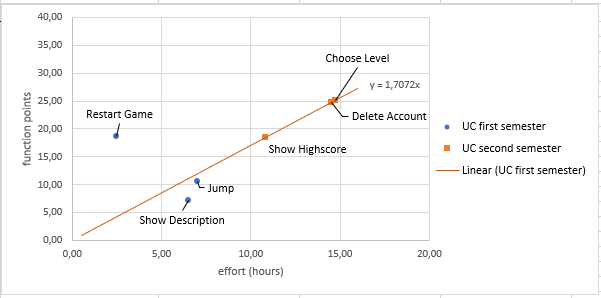 40,00
35,00
30,00
25,00
20,00
15,00
10,00
5,00
0,00
function points
Choose Level
y = 1,7072x
Restart Game
Delete Account
Show Highscore
Jump
Show Description
0,00
5,00
10,00
15,00
20,00
effort (hours)
UC first semester
UC second semester
Linear (UC first semester)